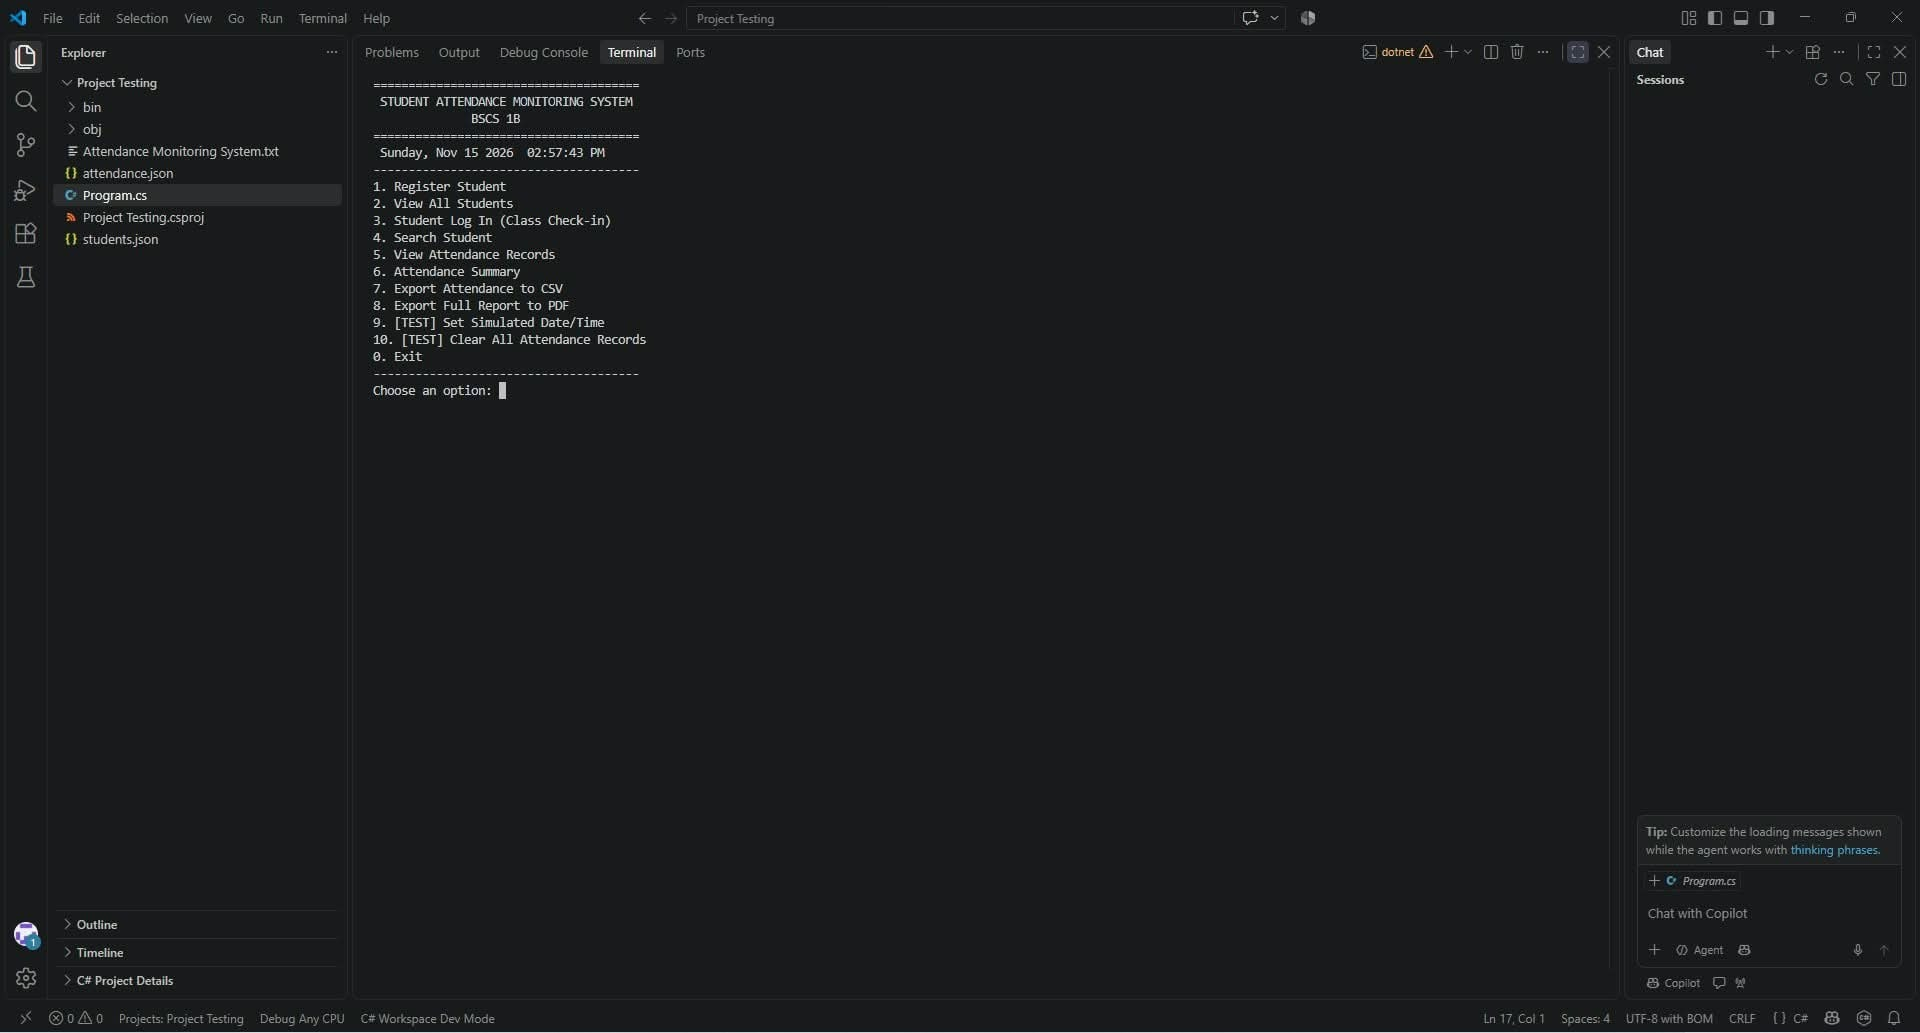 File Edit Selection View Go Run Terminal Help
Project Testing
Explorer
Project Testing
bin
obj
Attendance Monitoring System.txt
{} attendance.json
Program.cs
Project Testing.csproj
{} students.json
Outline
Timeline
C# Project Details
Problems Output Debug Console Terminal Ports
dotnet
======================================
STUDENT ATTENDANCE MONITORING SYSTEM
BSCS 1B
======================================
Sunday, Nov 15 2026 02:57:43 PM
--------------------------------------
1. Register Student
2. View All Students
3. Student Log In (Class Check-in)
4. Search Student
5. View Attendance Records
6. Attendance Summary
7. Export Attendance to CSV
8. Export Full Report to PDF
9. [TEST] Set Simulated Date/Time
10. [TEST] Clear All Attendance Records
0. Exit
--------------------------------------
Choose an option:
Chat
Sessions
Tip: Customize the loading messages shown
while the agent works with thinking phrases.
Program.cs
Chat with Copilot
Agent
Copilot
1
0 0 Projects: Project Testing Debug Any CPU C# Workspace Dev Mode
Ln 17, Col 1 Spaces: 4 UTF-8 with BOM CRLF {} C#